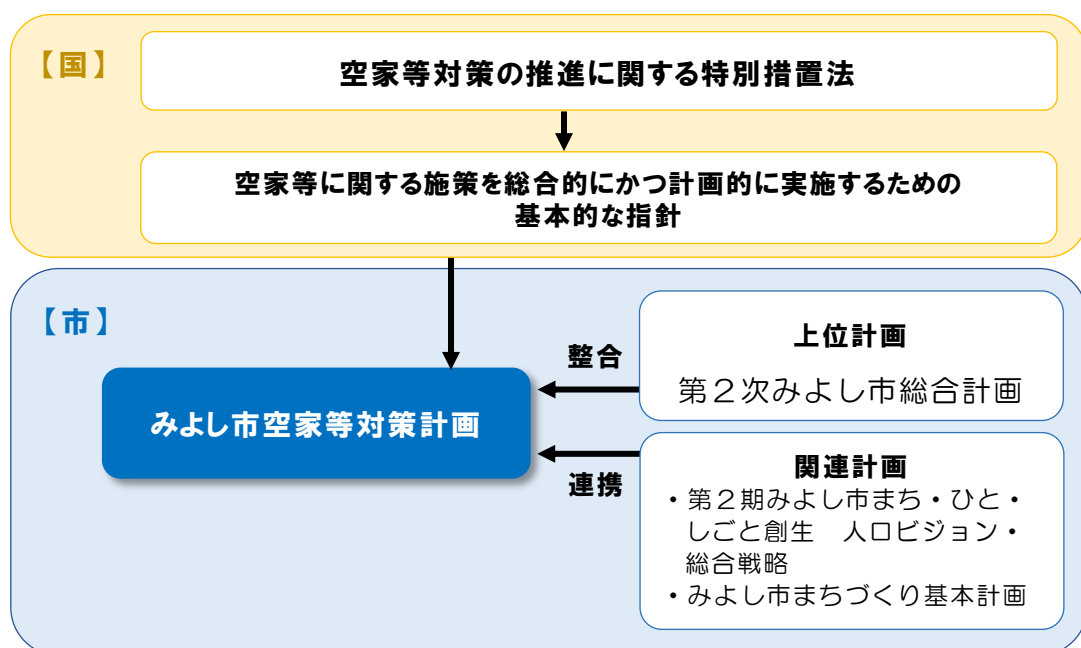 【国】
空家等対策の推進に関する特別措置法
空家等に関する施策を総合的にかつ計画的に実施するための
基本的な指針
【市】
みよし市空家等対策計画
整合
上位計画
第２次みよし市総合計画
連携
関連計画
・第２期みよし市まち・ひと・
しごと創生　人口ビジョン・
総合戦略
・みよし市まちづくり基本計画